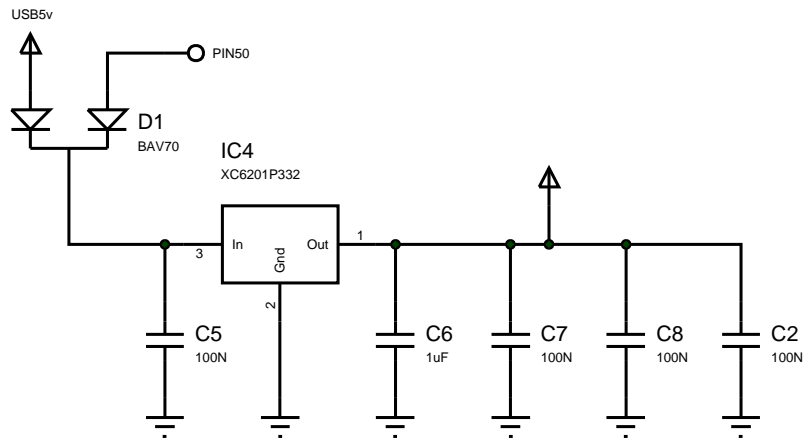 USB5v
PIN50
D1
BAV70
IC4
XC6201P332
3
In
Gnd
Out
1
2
C5
100N
C6
1uF
C7
100N
C8
100N
C2
100N